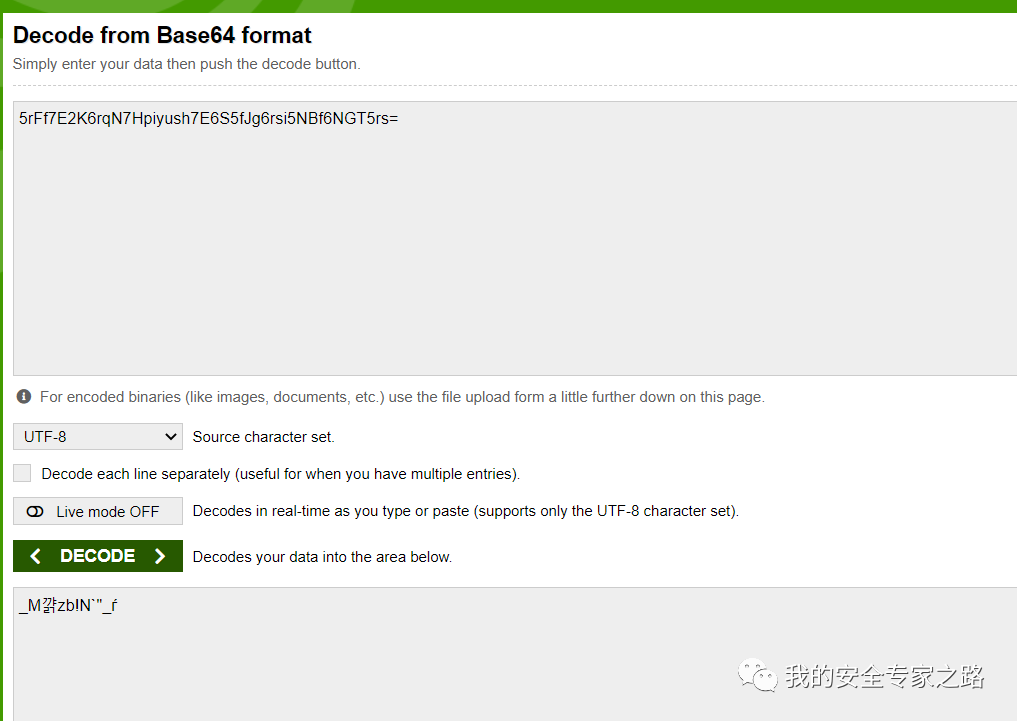 Decode from Base64 format
Simply enter your data then push the decode button.
5rFf7E2K6rqN7Hpiyush7E6S5fJg6rsi5NBf6NGT5rs=
For encoded binaries (like images, documents, etc.) use the file upload form a little further down on this page.
UTF-8 Source character set.
Decode each line separately (useful for when you have multiple entries).
Live mode OFF Decodes in real-time as you type or paste (supports only the UTF-8 character set).
DECODE Decodes your data into the area below.
_M꺍zb!N`"_ѓ
我的安全专家之路